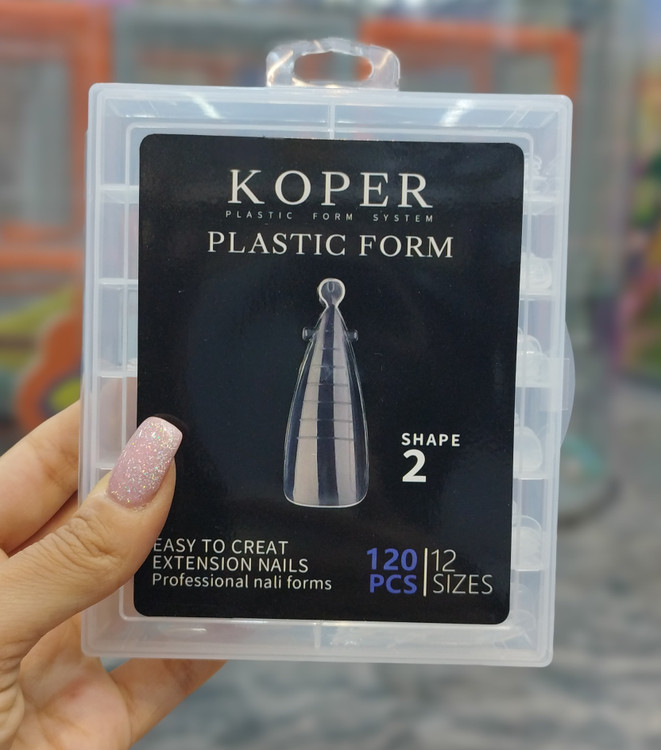 KOPER
PLASTIC FORM SYSTEM
PLASTIC FORM
SHAPE
2
EASY TO CREAT
EXTENSION NAILS
Professional nali forms
120 PCS | 12 SIZES